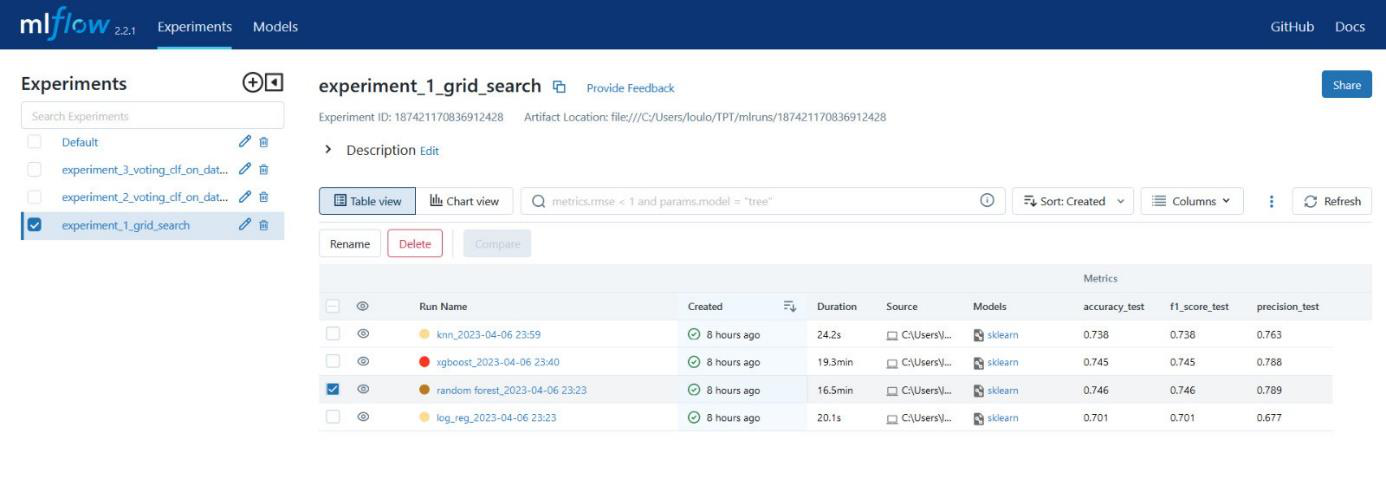 mlflow 2.2.1 Experiments Models GitHub Docs
Experiments
Search Experiments
Default
experiment_3_voting_clf_on_dat...
experiment_2_voting_clf_on_dat...
experiment_1_grid_search
experiment_1_grid_search Provide Feedback Share
Experiment ID: 187421170836912428 Artifact Location: file:///C:/Users/loulo/TPT/mlruns/187421170836912428
Description Edit
Table view Chart view metrics.rmse < 1 and params.model = "tree" Sort: Created Columns Refresh
Rename Delete Compare
Metrics
Run Name Created Duration Source Models accuracy_test f1_score_test precision_test
knn_2023-04-06 23:59 8 hours ago 24.2s C:\Users\l... sklearn 0.738 0.738 0.763
xgboost_2023-04-06 23:40 8 hours ago 19.3min C:\Users\l... sklearn 0.745 0.745 0.788
random forest_2023-04-06 23:23 8 hours ago 16.5min C:\Users\l... sklearn 0.746 0.746 0.789
log_reg_2023-04-06 23:23 8 hours ago 20.1s C:\Users\l... sklearn 0.701 0.701 0.677